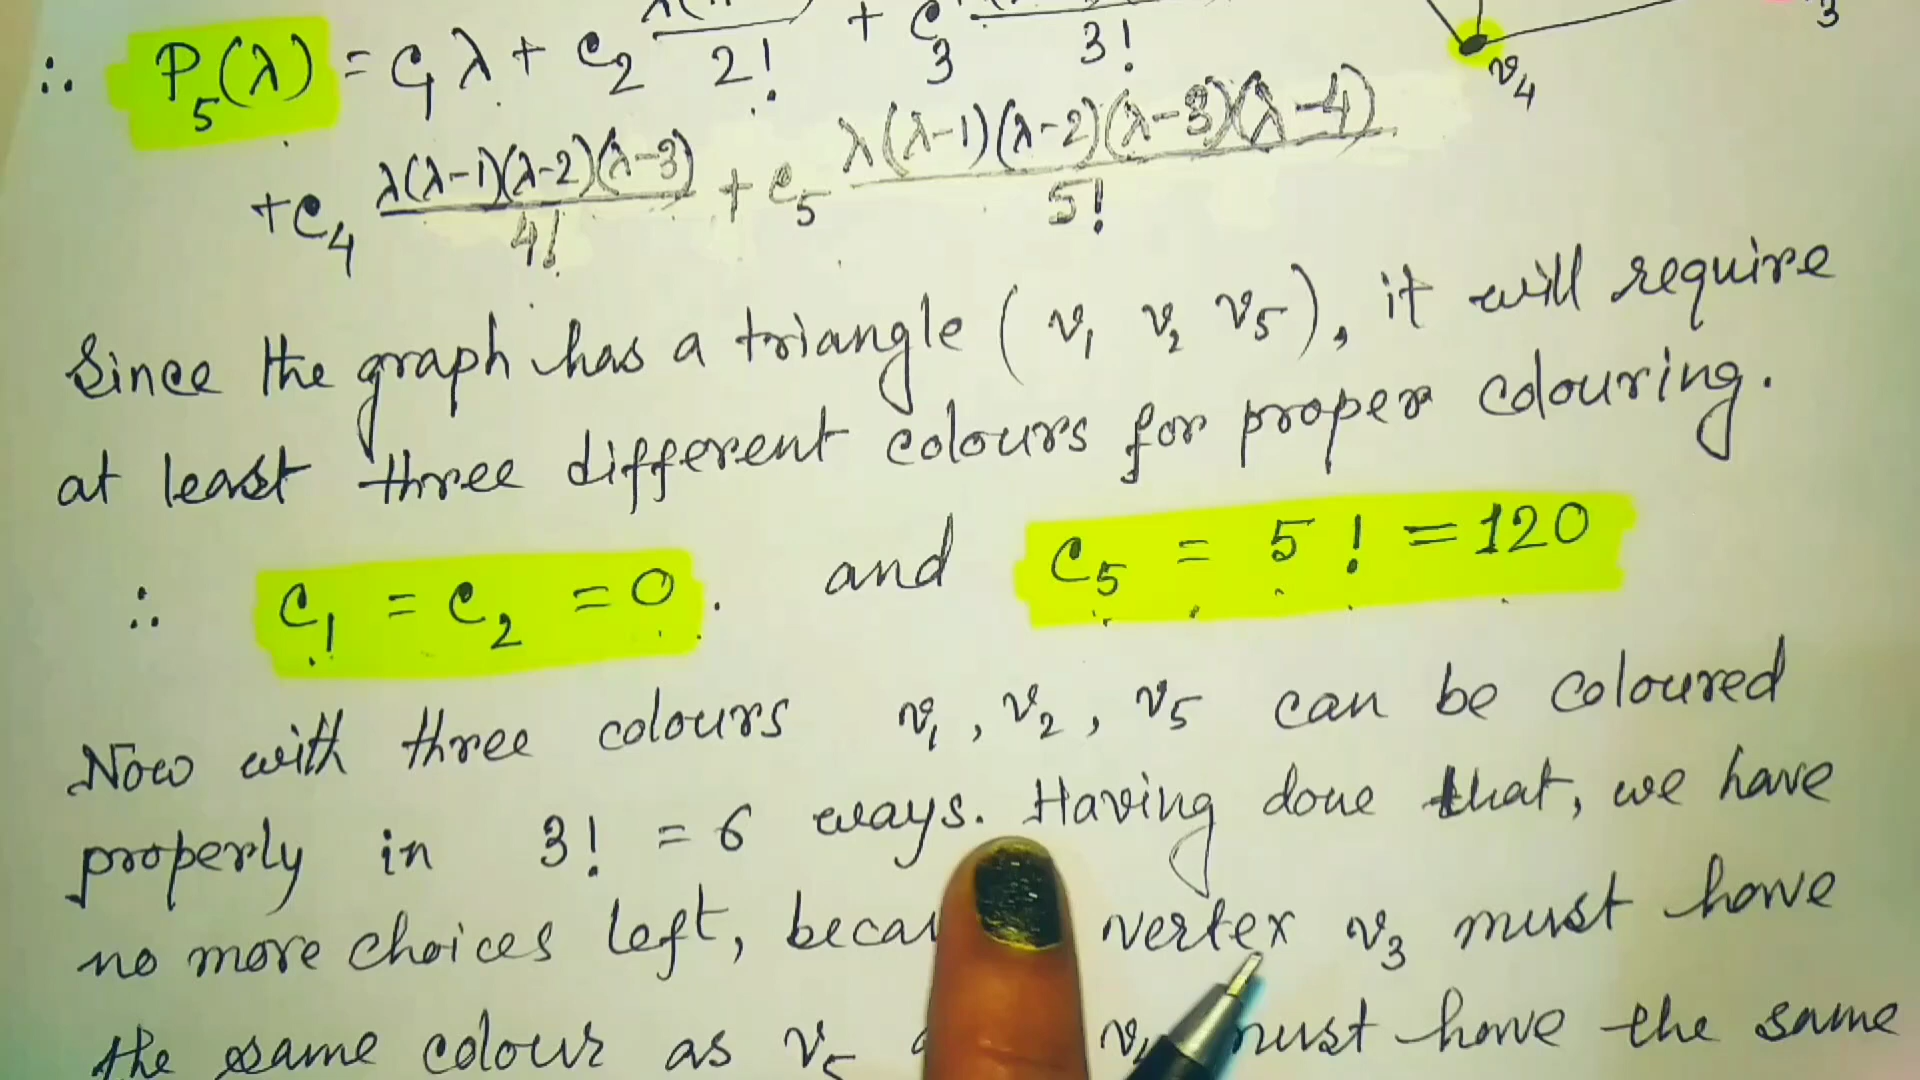 ∴ P₅(λ) = C₁λ + C₂ λ( / 2! + C₃ / 3!
v₄
3
+ C₄ λ(λ-1)(λ-2)(λ-3) / 4! + C₅ λ(λ-1)(λ-2)(λ-3)(λ-4) / 5!
Since the graph has a triangle (v₁ v₂ v₅), it will require
at least three different colours for proper colouring.
∴ C₁ = C₂ = 0. and C₅ = 5! = 120
Now with three colours v₁, v₂, v₅ can be coloured
properly in 3! = 6 ways. Having done that, we have
no more choices left, becau vertex v₃ must have
the same colour as v₅ must have the same